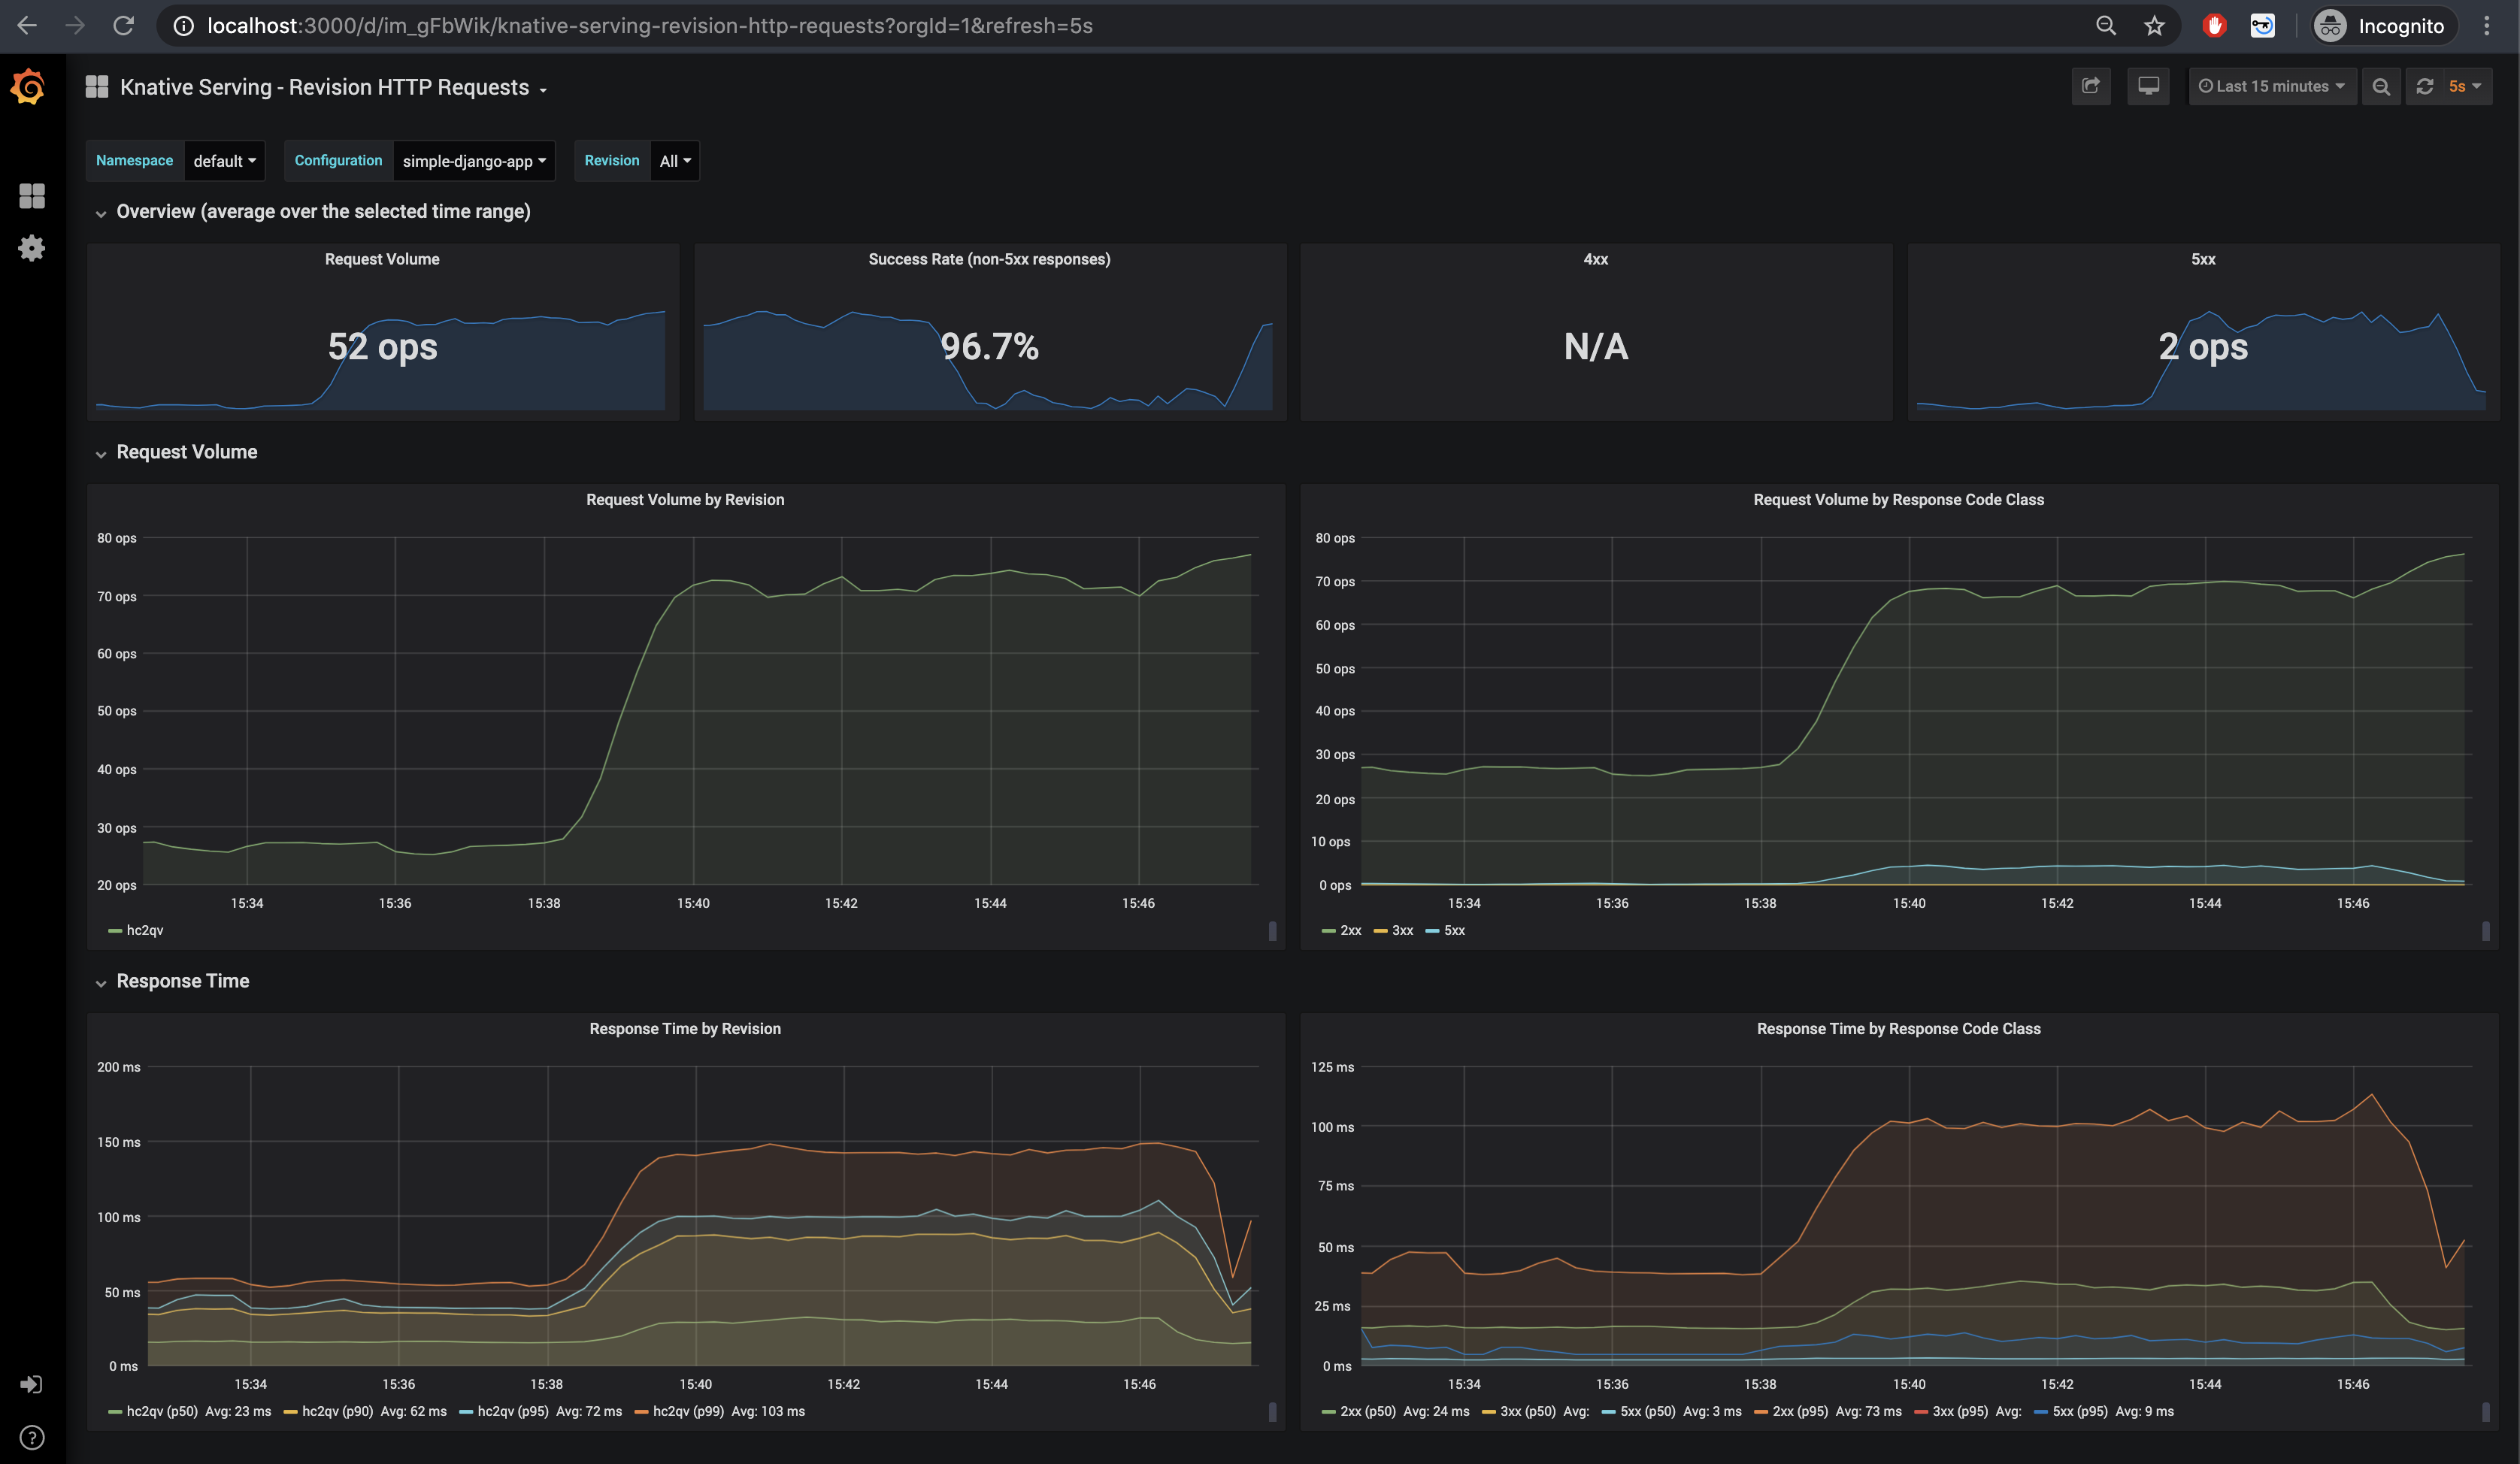 localhost:3000/d/im_gFbWik/knative-serving-revision-http-requests?orgId=1&refresh=5s
Incognito
Knative Serving - Revision HTTP Requests
Last 15 minutes
5s
Namespace default Configuration simple-django-app Revision All
Overview (average over the selected time range)
Request Volume
52 ops
Success Rate (non-5xx responses)
96.7%
4xx
N/A
5xx
2 ops
Request Volume
Request Volume by Revision
80 ops
70 ops
60 ops
50 ops
40 ops
30 ops
20 ops
15:34 15:36 15:38 15:40 15:42 15:44 15:46
hc2qv
Request Volume by Response Code Class
80 ops
70 ops
60 ops
50 ops
40 ops
30 ops
20 ops
10 ops
0 ops
15:34 15:36 15:38 15:40 15:42 15:44 15:46
2xx 3xx 5xx
Response Time
Response Time by Revision
200 ms
150 ms
100 ms
50 ms
0 ms
15:34 15:36 15:38 15:40 15:42 15:44 15:46
hc2qv (p50) Avg: 23 ms hc2qv (p90) Avg: 62 ms hc2qv (p95) Avg: 72 ms hc2qv (p99) Avg: 103 ms
Response Time by Response Code Class
125 ms
100 ms
75 ms
50 ms
25 ms
0 ms
15:34 15:36 15:38 15:40 15:42 15:44 15:46
2xx (p50) Avg: 24 ms 3xx (p50) Avg: 5xx (p50) Avg: 3 ms 2xx (p95) Avg: 73 ms 3xx (p95) Avg: 5xx (p95) Avg: 9 ms